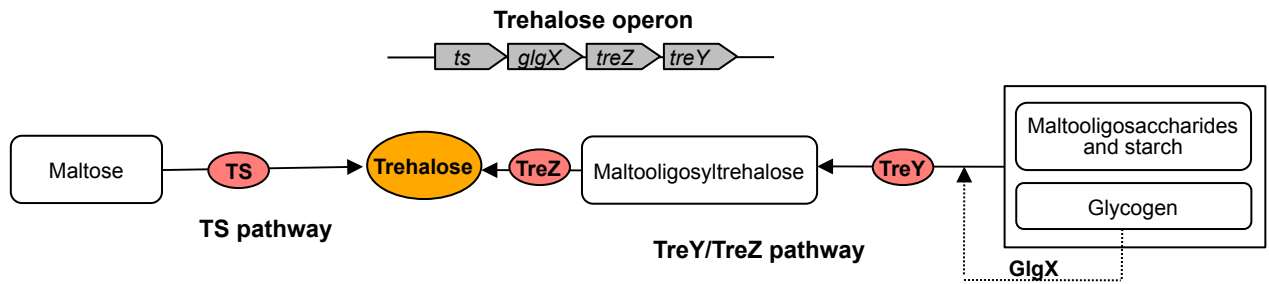 Trehalose operon
ts glgX treZ treY
Maltooligosaccharides
and starch
Maltose TS Trehalose TreZ Maltooligosyltrehalose TreY
Glycogen
TS pathway
TreY/TreZ pathway
GlgX